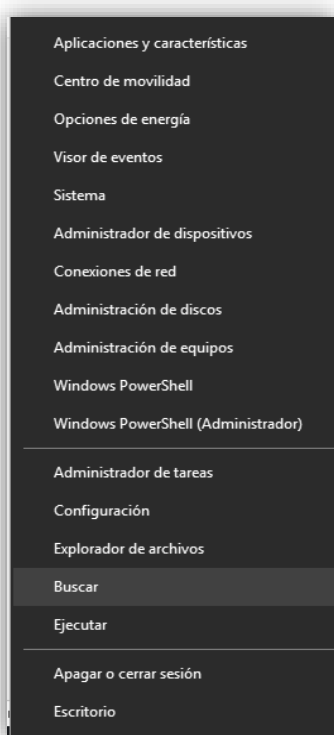 Aplicaciones y características
Centro de movilidad
Opciones de energía
Visor de eventos
Sistema
Administrador de dispositivos
Conexiones de red
Administración de discos
Administración de equipos
Windows PowerShell
Windows PowerShell (Administrador)
Administrador de tareas
Configuración
Explorador de archivos
Buscar
Ejecutar
Apagar o cerrar sesión
Escritorio